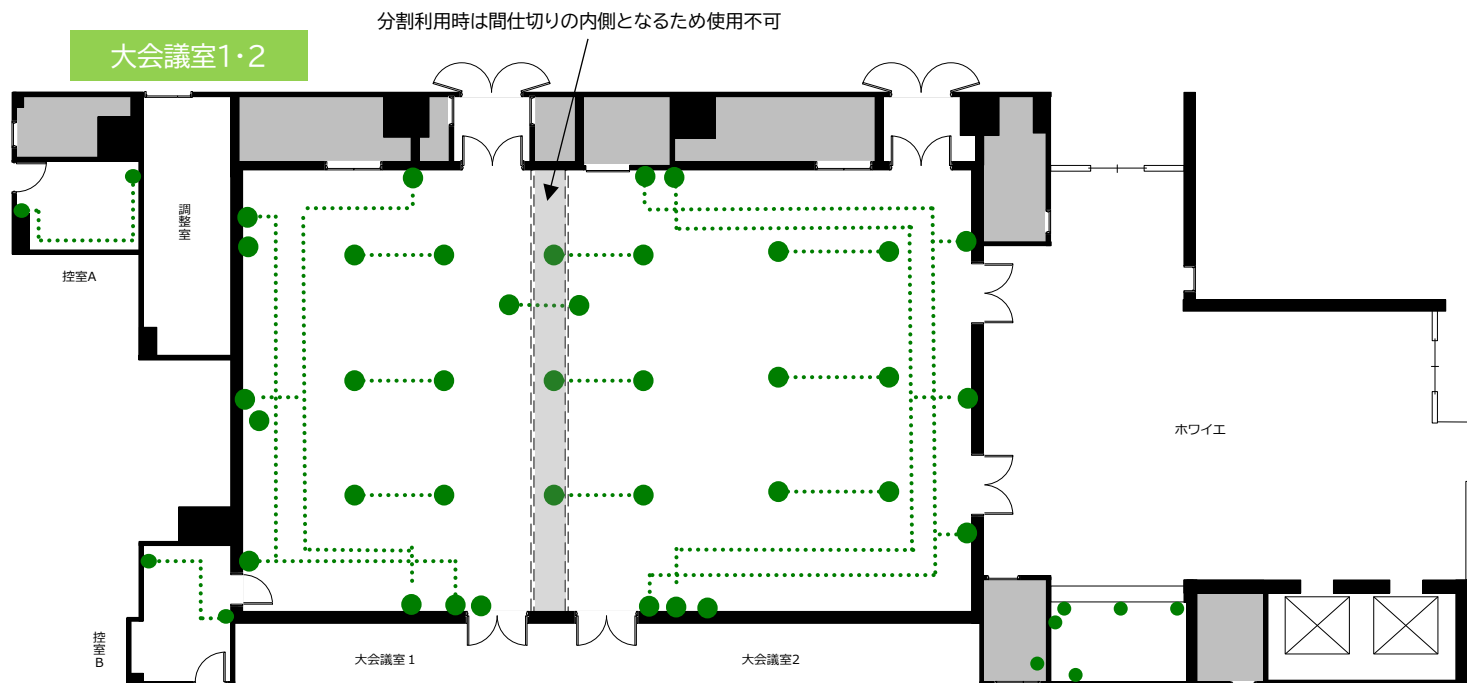 分割利用時は間仕切りの内側となるため使用不可
大会議室1・2
調整室
控室A
ホワイエ
控室B
大会議室1
大会議室2